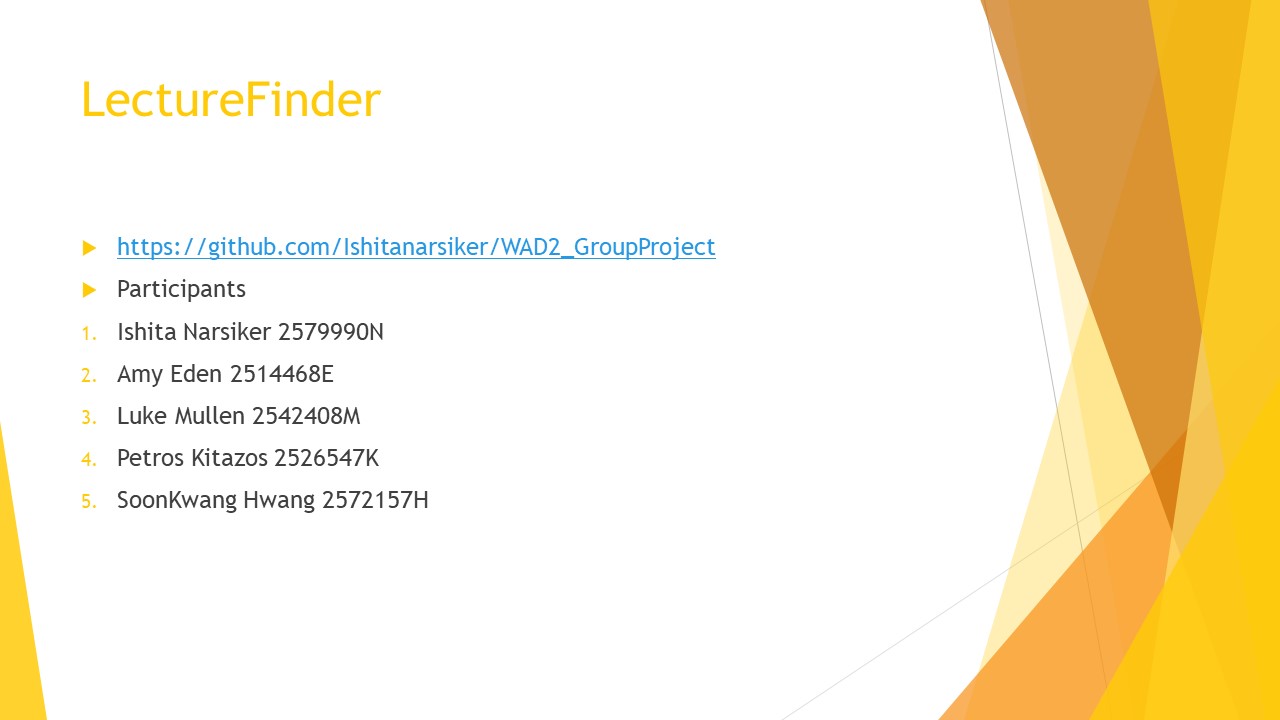 LectureFinder
https://github.com/Ishitanarsiker/WAD2_GroupProject
Participants
1. Ishita Narsiker 2579990N
2. Amy Eden 2514468E
3. Luke Mullen 2542408M
4. Petros Kitazos 2526547K
5. SoonKwang Hwang 2572157H